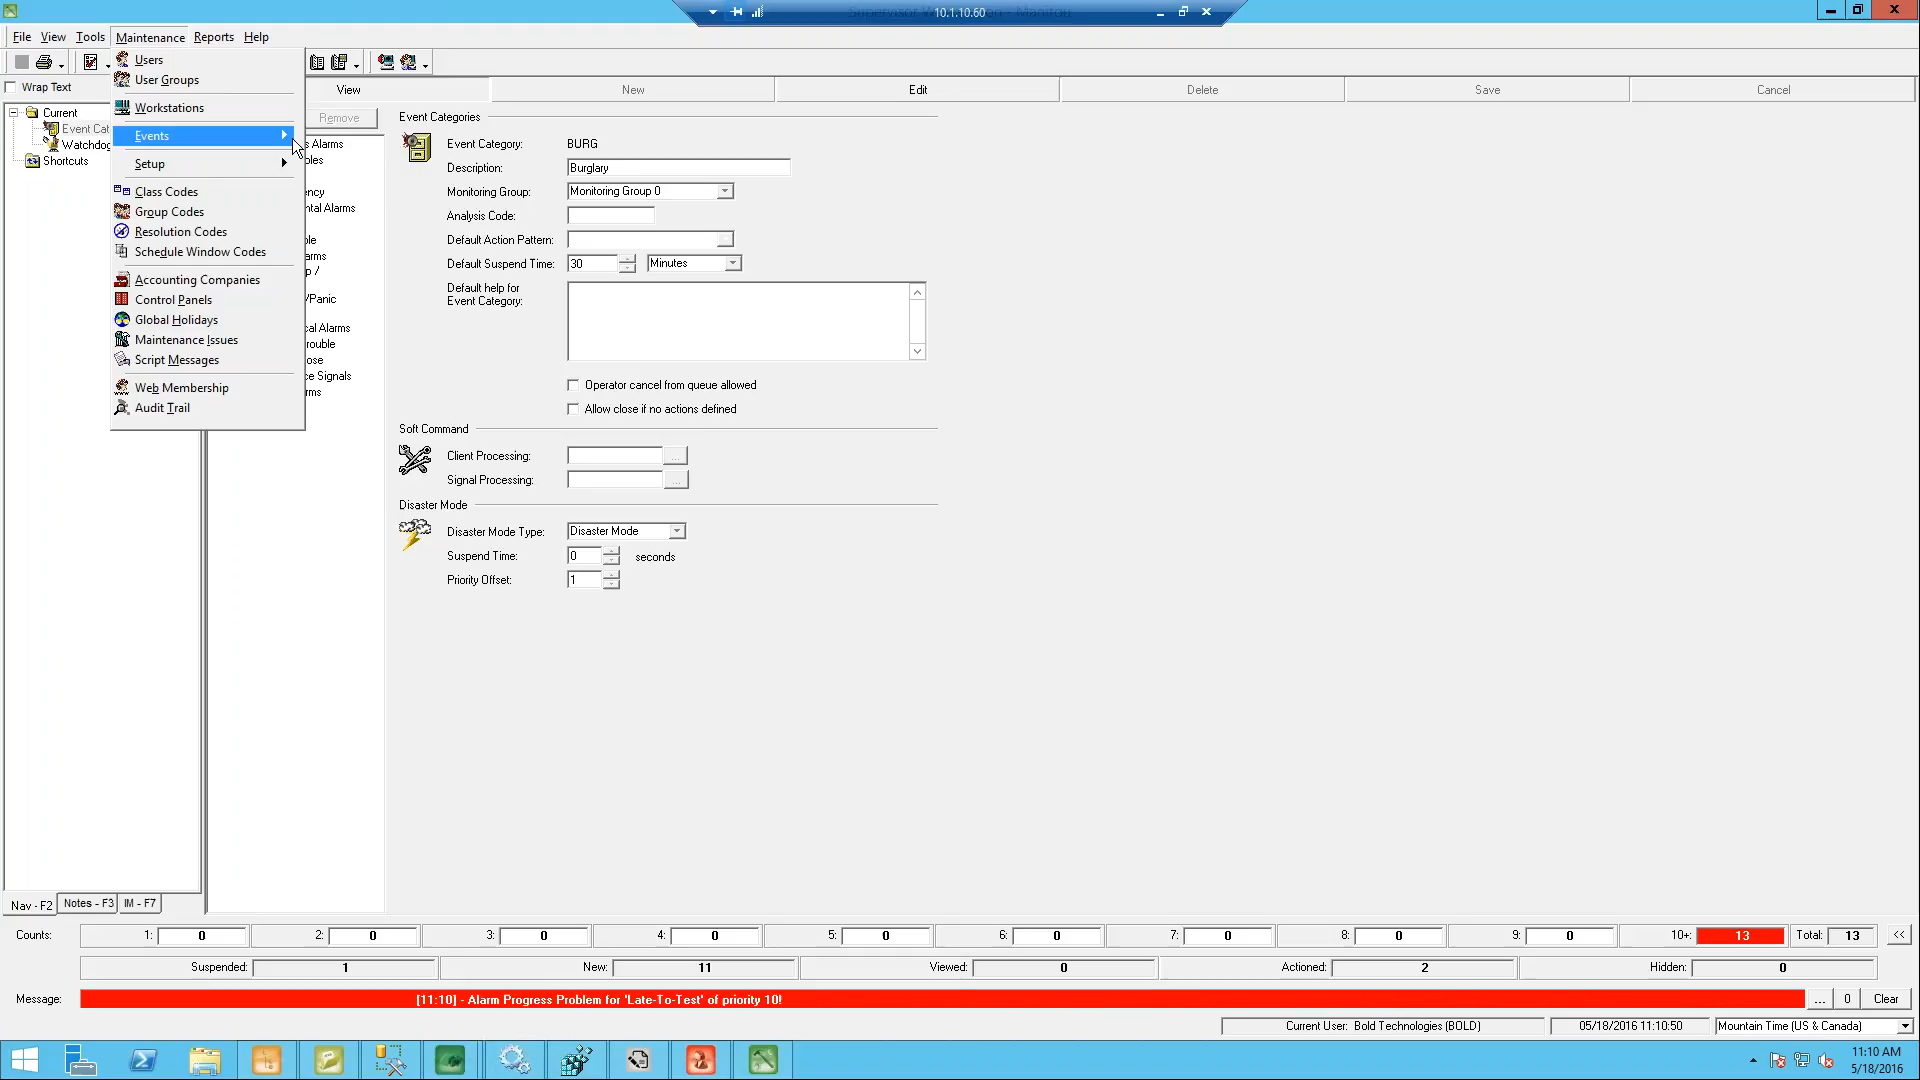 10.1.10.60
File View Tools Maintenance Reports Help
Wrap Text
View New Edit Delete Save Cancel
Users
User Groups
Workstations
Events
Setup
Class Codes
Group Codes
Resolution Codes
Schedule Window Codes
Accounting Companies
Control Panels
Global Holidays
Maintenance Issues
Script Messages
Web Membership
Audit Trail
Current
Event Cat
Watchdog
Shortcuts
Remove
s Alarms
bles
ency
ntal Alarms
ble
arms
p /
/Panic
cal Alarms
rouble
ose
ce Signals
rms
Event Categories
Event Category: BURG
Description: Burglary
Monitoring Group: Monitoring Group 0
Analysis Code:
Default Action Pattern:
Default Suspend Time: 30 Minutes
Default help for
Event Category:
Operator cancel from queue allowed
Allow close if no actions defined
Soft Command
Client Processing: ...
Signal Processing: ...
Disaster Mode
Disaster Mode Type: Disaster Mode
Suspend Time: 0 seconds
Priority Offset: 1
Nav - F2 Notes - F3 IM - F7
Counts: 1: 0 2: 0 3: 0 4: 0 5: 0 6: 0 7: 0 8: 0 9: 0 10+: 13 Total: 13 <<
Suspended: 1 New: 11 Viewed: 0 Actioned: 2 Hidden: 0
Message: [11:10] - Alarm Progress Problem for 'Late-To-Test' of priority 10! ... 0 Clear
Current User: Bold Technologies (BOLD) 05/18/2016 11:10:50 Mountain Time (US & Canada)
11:10 AM
5/18/2016